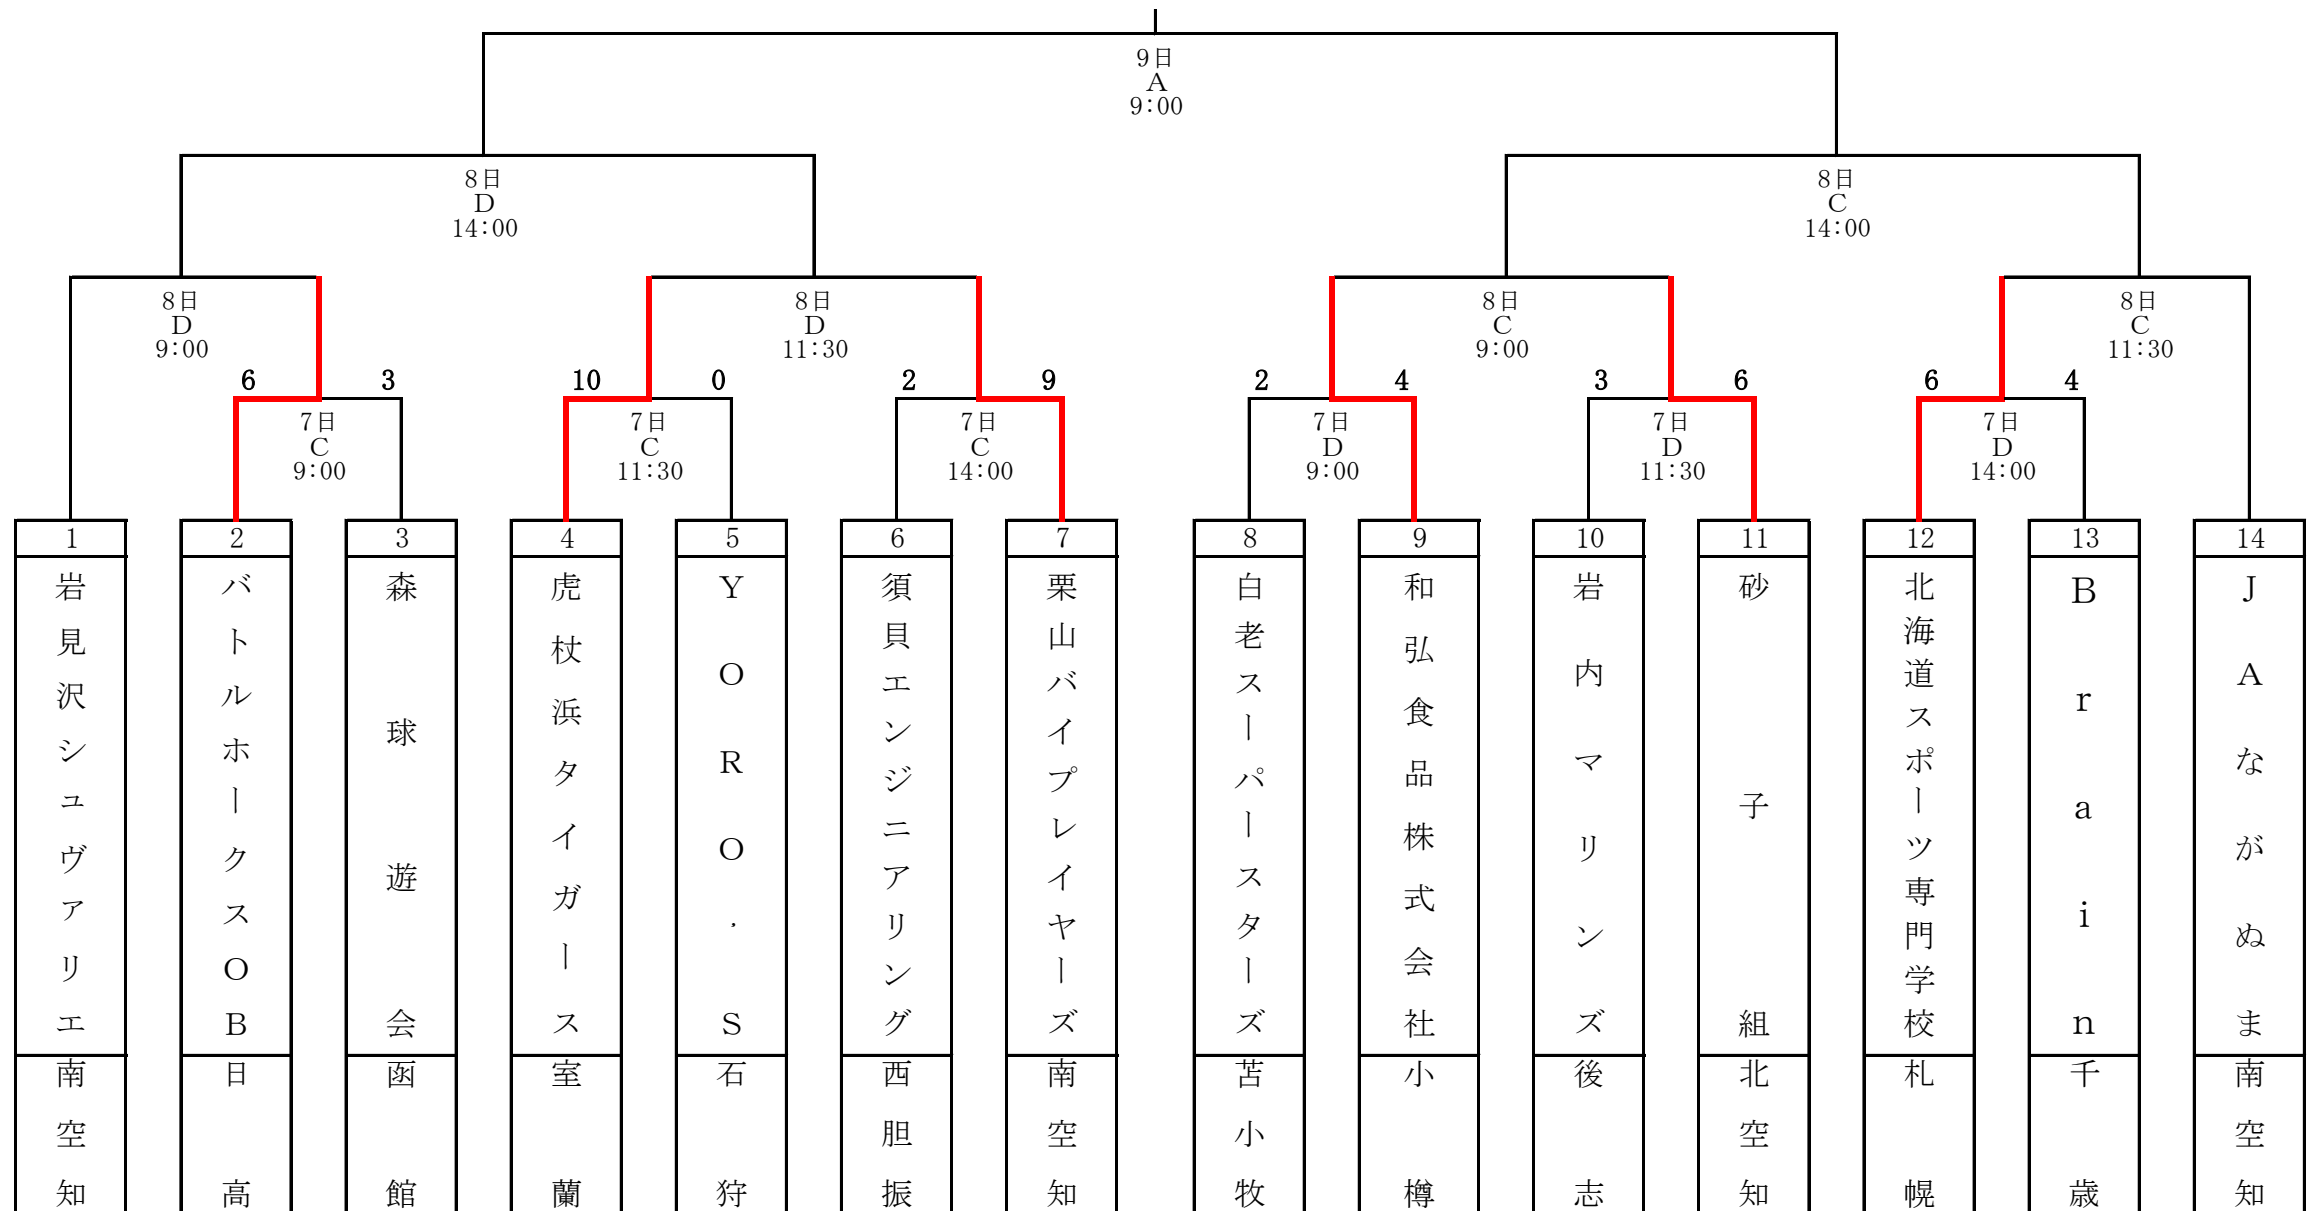 9日
A
9:00
8日
D
14:00
8日
C
14:00
8日
D
9:00
8日
D
11:30
8日
C
9:00
8日
C
11:30
6 3
10 0
2 9
2 4
3 6
6 4
7日
C
9:00
7日
C
11:30
7日
C
14:00
7日
D
9:00
7日
D
11:30
7日
D
14:00
1
岩見沢シュヴァリエ
南空知
2
バトルホークスOB
日高
3
森球遊会
函館
4
虎杖浜タイガース
室蘭
5
YORO.S
石狩
6
須貝エンジニアリング
西胆振
7
栗山バイプレイヤーズ
南空知
8
白老スーパースターズ
苫小牧
9
和弘食品株式会社
小樽
10
岩内マリンズ
後志
11
砂子組
北空知
12
北海道スポーツ専門学校
札幌
13
Brain
千歳
14
JAながぬま
南空知